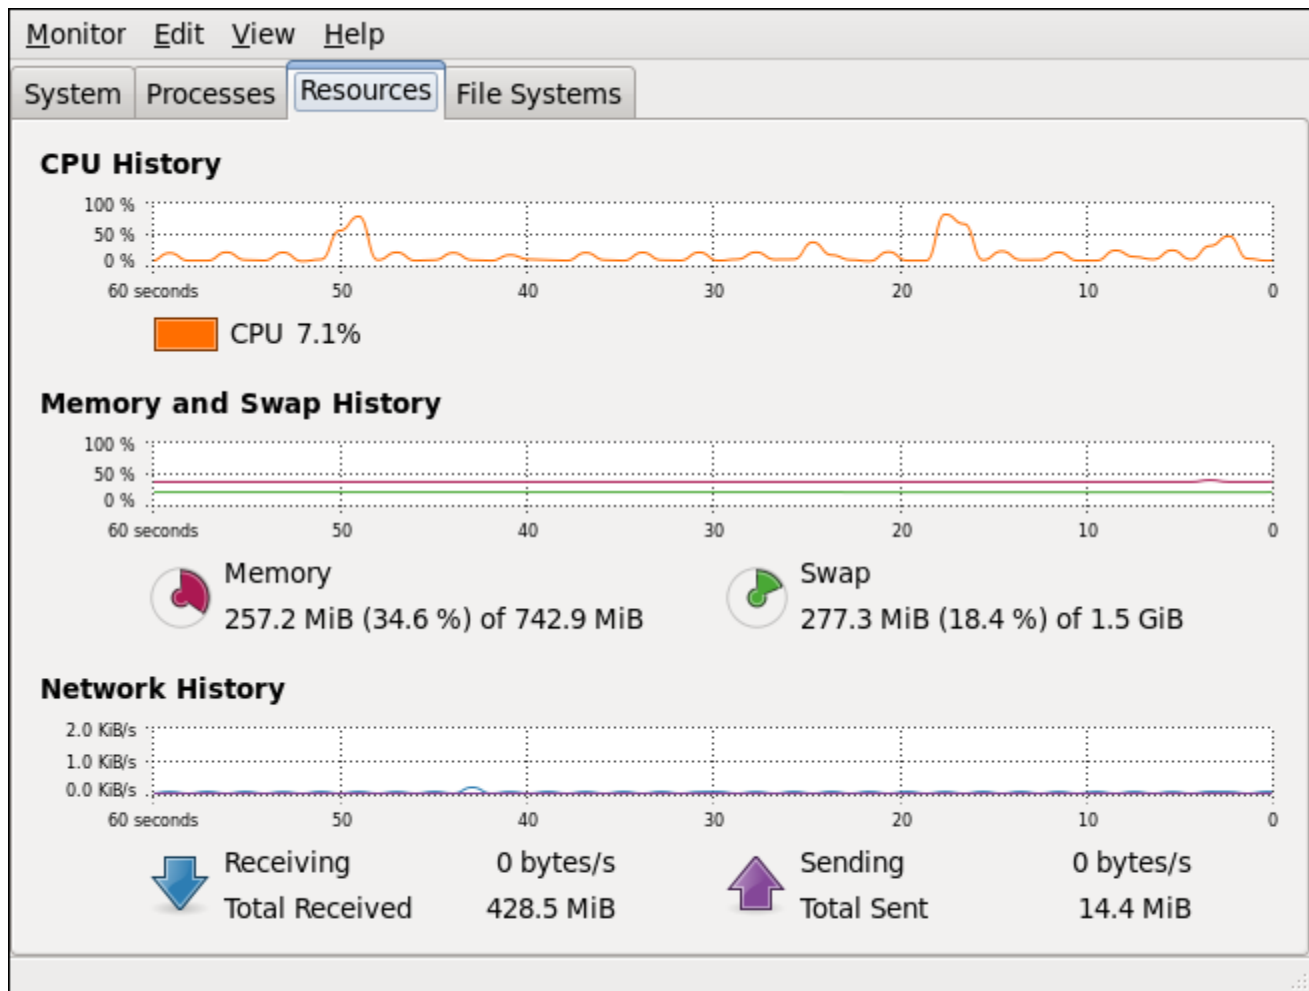 Monitor Edit View Help
System Processes Resources File Systems
CPU History
100 %
50 %
0 %
60 seconds 50 40 30 20 10 0
CPU 7.1%
Memory and Swap History
100 %
50 %
0 %
60 seconds 50 40 30 20 10 0
Memory Swap
257.2 MiB (34.6 %) of 742.9 MiB 277.3 MiB (18.4 %) of 1.5 GiB
Network History
2.0 KiB/s
1.0 KiB/s
0.0 KiB/s
60 seconds 50 40 30 20 10 0
Receiving 0 bytes/s Sending 0 bytes/s
Total Received 428.5 MiB Total Sent 14.4 MiB